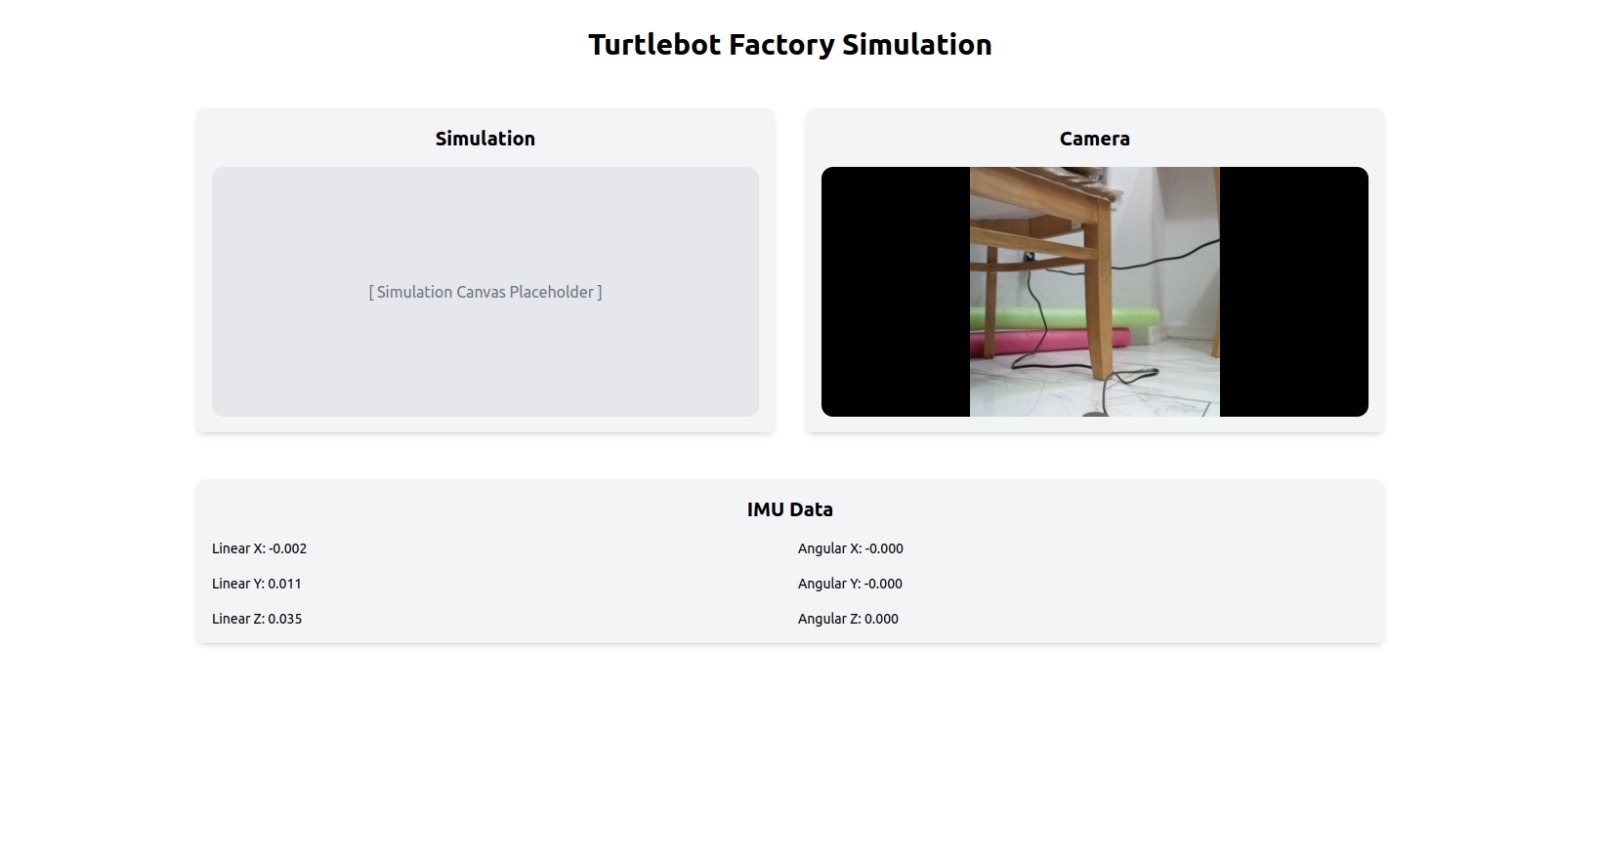 Turtlebot Factory Simulation
Simulation
Camera
[ Simulation Canvas Placeholder ]
IMU Data
Linear X: -0.002
Angular X: -0.000
Linear Y: 0.011
Angular Y: -0.000
Linear Z: 0.035
Angular Z: 0.000